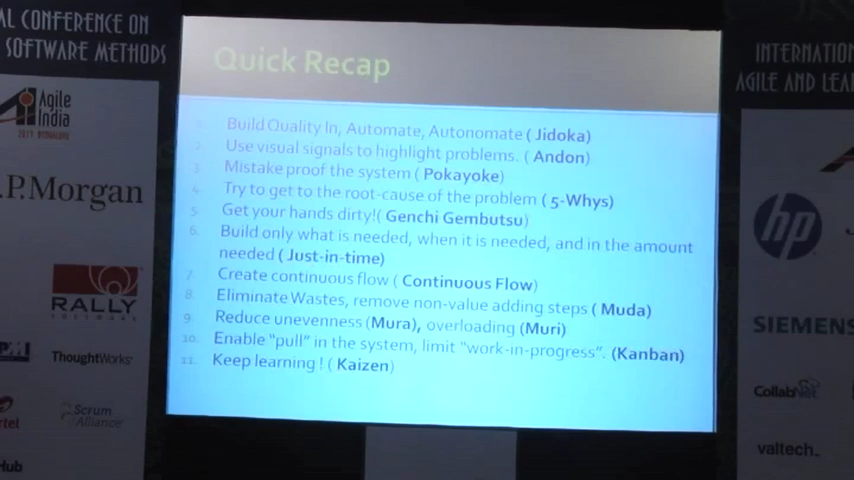 AL CONFERENCE ON
SOFTWARE METHODS
Agile
India
2011 BENGALURU
.P.Morgan
RALLY
SOFTWARE
PMI
ThoughtWorks
rtel
Scrum
Alliance
Hub
Quick Recap
1. Build Quality In, Automate, Autonomate ( Jidoka)
2. Use visual signals to highlight problems. ( Andon)
3. Mistake proof the system ( Pokayoke)
4. Try to get to the root-cause of the problem ( 5-Whys)
5. Get your hands dirty!( Genchi Gembutsu)
6. Build only what is needed, when it is needed, and in the amount
needed ( Just-in-time)
7. Create continuous flow ( Continuous Flow)
8. Eliminate Wastes, remove non-value adding steps ( Muda)
9. Reduce unevenness (Mura), overloading (Muri)
10. Enable "pull" in the system, limit "work-in-progress". (Kanban)
11. Keep learning ! ( Kaizen)
INTERNATION
AGILE AND LEA
hp
J
SIEMENS
CollabNet
valtech_